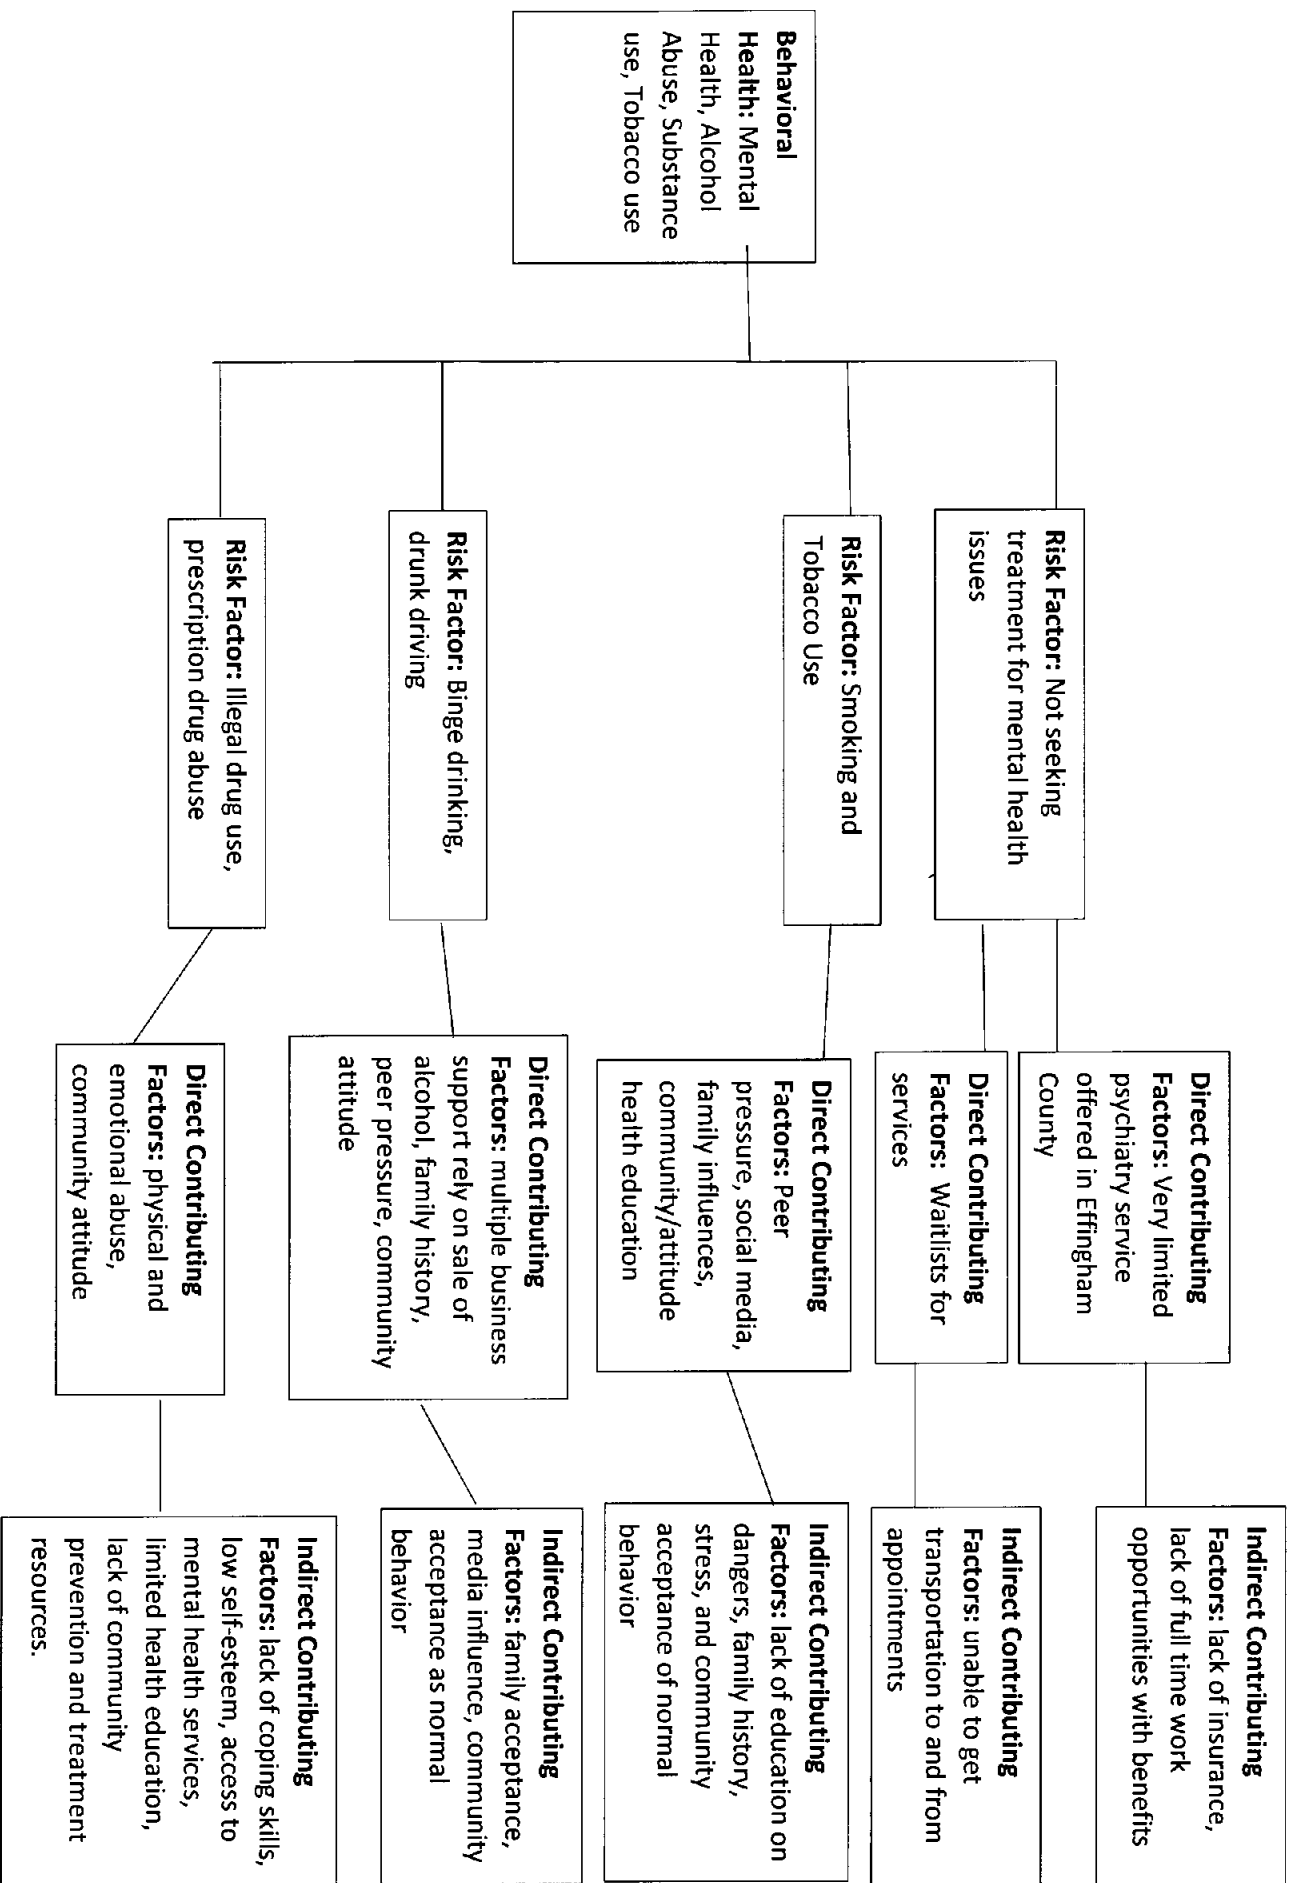 Behavioral
Health: Mental
Health, Alcohol
Abuse, Substance
use, Tobacco use
Risk Factor: Not seeking
treatment for mental health
issues
Risk Factor: Smoking and
Tobacco Use
Risk Factor: Binge drinking,
drunk driving
Risk Factor: Illegal drug use,
prescription drug abuse
Direct Contributing
Factors: Very limited
psychiatry service
offered in Effingham
County
Direct Contributing
Factors: Waitlists for
services
Direct Contributing
Factors: Peer
pressure, social media,
family influences,
community/attitude
health education
Direct Contributing
Factors: multiple business
support rely on sale of
alcohol, family history,
peer pressure, community
attitude
Direct Contributing
Factors: physical and
emotional abuse,
community attitude
Indirect Contributing
Factors: lack of insurance,
lack of full time work
opportunities with benefits
Indirect Contributing
Factors: unable to get
transportation to and from
appointments
Indirect Contributing
Factors: lack of education on
dangers, family history,
stress, and community
acceptance of normal
behavior
Indirect Contributing
Factors: family acceptance,
media influence, community
acceptance as normal
behavior
Indirect Contributing
Factors: lack of coping skills,
low self-esteem, access to
mental health services,
limited health education,
lack of community
prevention and treatment
resources.